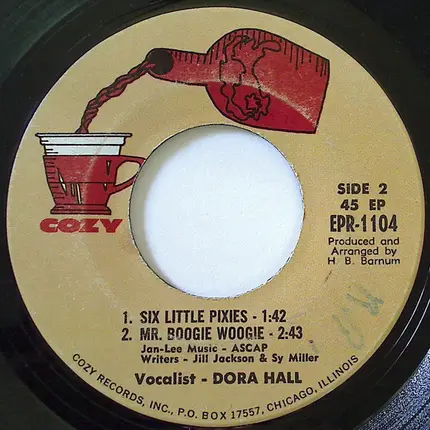 COZY
SIDE 2
45 EP
EPR-1104
Produced and
Arranged by
H. B. Barnum
1. SIX LITTLE PIXIES - 1:42
2. MR. BOOGIE WOOGIE - 2:43
Jan-Lee Music - ASCAP
Writers - Jill Jackson & Sy Miller
Vocalist - DORA HALL
COZY RECORDS, INC., P.O. BOX 17557, CHICAGO, ILLINOIS